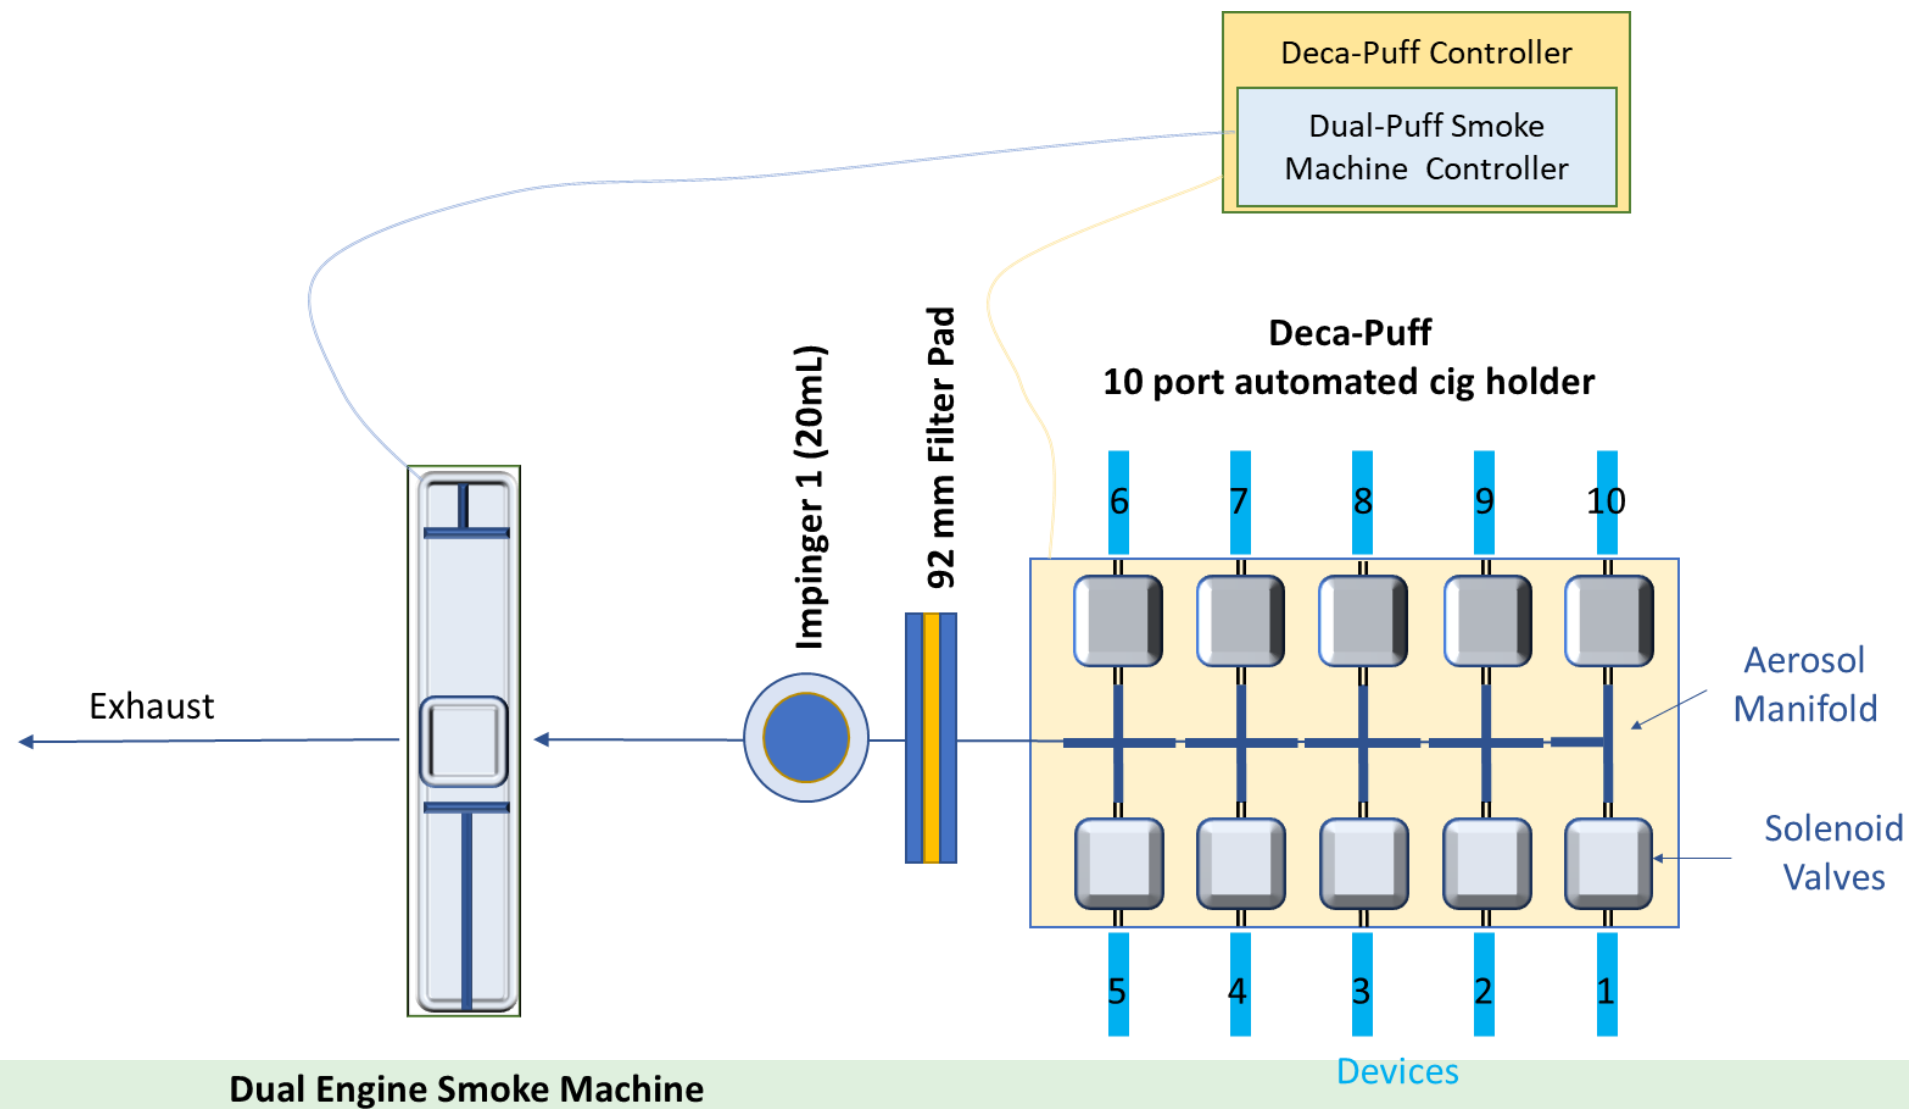 Deca-Puff Controller
Dual-Puff Smoke
Machine Controller
Deca-Puff
10 port automated cig holder
Impinger 1 (20mL)
92 mm Filter Pad
6 7 8 9 10
Aerosol
Manifold
Exhaust
Solenoid
Valves
5 4 3 2 1
Devices
Dual Engine Smoke Machine